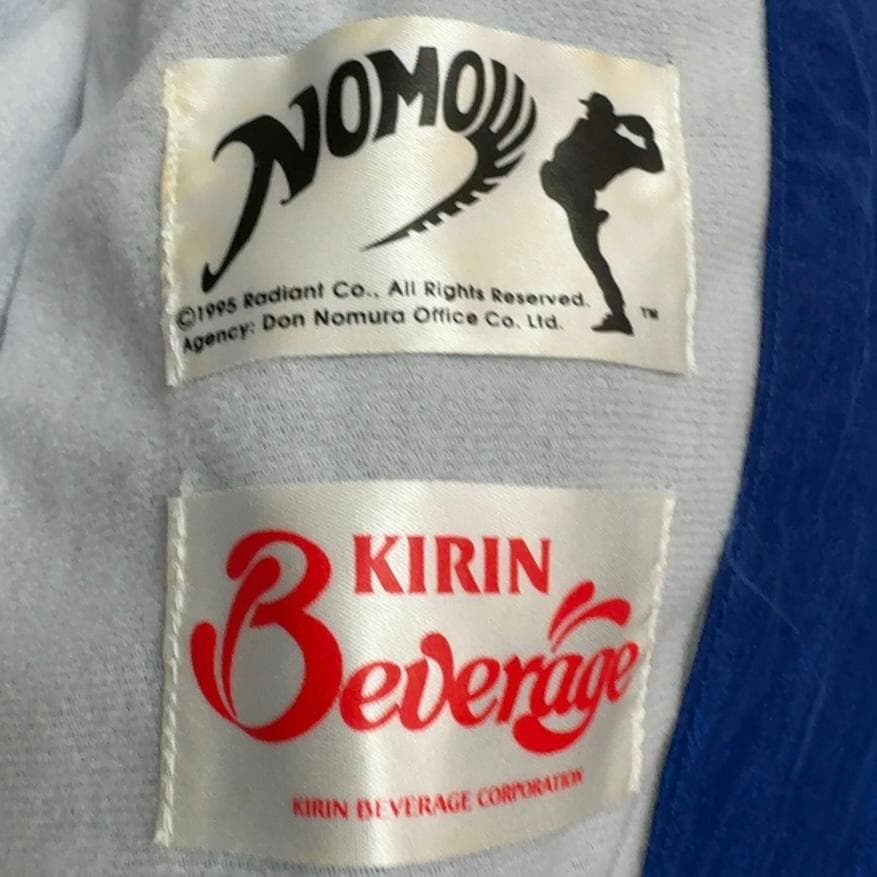 NOMO
©1995 Radiant Co., All Rights Reserved.
Agency: Don Nomura Office Co. Ltd.
TM
KIRIN
Beverage
KIRIN BEVERAGE CORPORATION